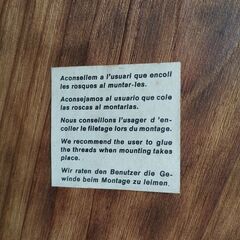 Aconsellem a l'usuari que encoli
les rosques al muntar-les.
Aconsejamos al usuario que cole
las roscas al montarlas.
Nous conseillons l'usager d'en-
coller le filetage lors du montage.
We recommend the user to glue
the threads when mounting takes
place.
Wir raten den Benutzer die Ge-
winde beim Montage zu leimen.